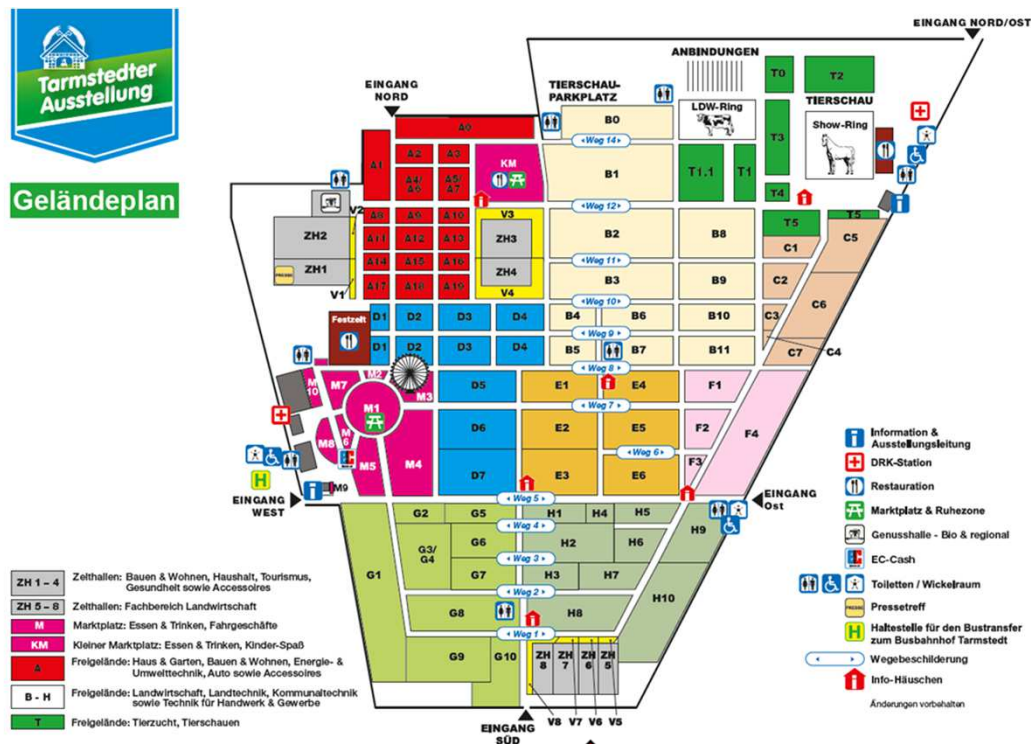 Tarmstedter
Ausstellung
Geländeplan
EINGANG NORD/OST
EINGANG
NORD
TIERSCHAU-
PARKPLATZ
ANBINDUNGEN
LDW-Ring
TIERSCHAU
Show-Ring
T0
T2
T3
T1.1
T1
T4
T5
T5
A0
A1
A2
A3
A4/
A6
A5/
A7
A8
A9
A10
A11
A12
A13
A14
A15
A16
A17
A18
A19
KM
V2
ZH2
ZH1
PRESSE
V1
V3
ZH3
ZH4
V4
B0
Weg 14
B1
Weg 12
B2
B8
Weg 11
B3
B9
Weg 10
B4
B6
B10
Weg 9
B5
B7
B11
Weg 8
C1
C5
C2
C6
C3
C7
C4
Festzelt
D1
D2
D3
D4
D1
D2
D3
D4
D5
D6
D7
M
10
M7
M2
M3
M1
M8
M
6
M5
M4
M9
E1
E4
Weg 7
E2
E5
Weg 6
E3
E6
Weg 5
F1
F2
F3
F4
H
EINGANG
WEST
EINGANG
Ost
G1
G2
G5
G3/
G4
G6
G7
G8
G9
G10
Weg 4
Weg 3
Weg 2
Weg 1
H1
H4
H5
H2
H6
H3
H7
H8
H9
H10
ZH
8
ZH
7
ZH
6
ZH
5
V8
V7
V6
V5
EINGANG
SÜD
ZH 1 – 4
Zelthallen: Bauen & Wohnen, Haushalt, Tourismus,
Gesundheit sowie Accessoires
ZH 5 – 8
Zelthallen: Fachbereich Landwirtschaft
M
Marktplatz: Essen & Trinken, Fahrgeschäfte
KM
Kleiner Marktplatz: Essen & Trinken, Kinder-Spaß
A
Freigelände: Haus & Garten, Bauen & Wohnen, Energie- &
Umwelttechnik, Auto sowie Accessoires
B - H
Freigelände: Landwirtschaft, Landtechnik, Kommunaltechnik
sowie Technik für Handwerk & Gewerbe
T
Freigelände: Tierzucht, Tierschauen
Information &
Ausstellungsleitung
DRK-Station
Restauration
Marktplatz & Ruhezone
Genusshalle - Bio & regional
EC-Cash
Toiletten / Wickelraum
PRESSE
Pressetreff
H
Haltestelle für den Bustransfer
zum Busbahnhof Tarmstedt
Wegebeschilderung
Info-Häuschen
Änderungen vorbehalten